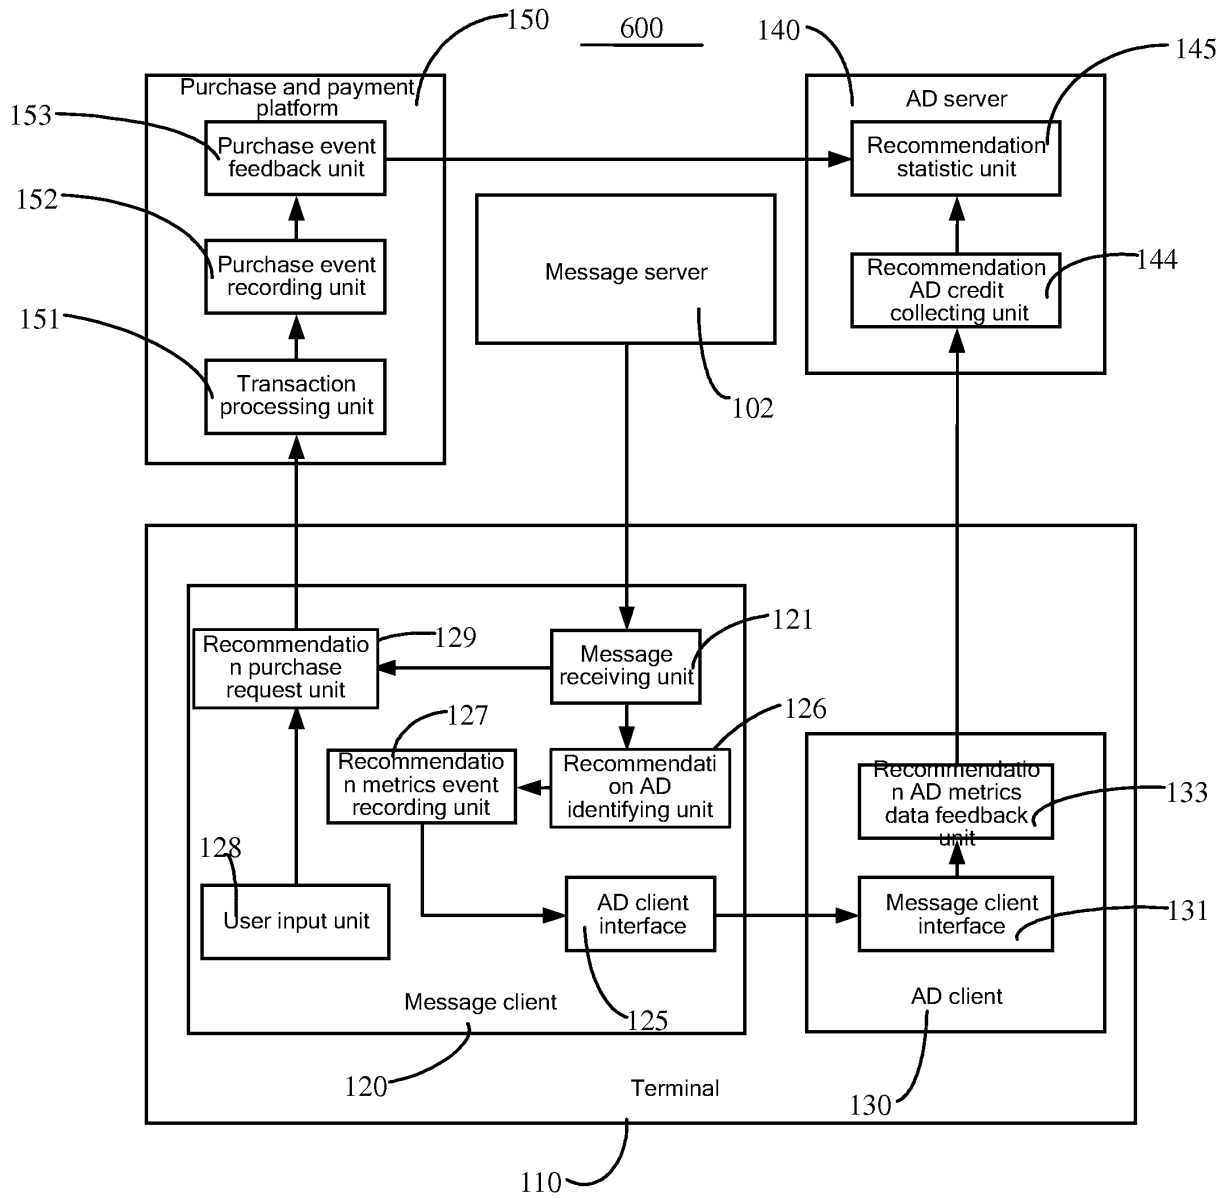 600
150
140
145
Purchase and payment
platform
AD server
153
Purchase event
feedback unit
Recommendation
statistic unit
152
Purchase event
recording unit
Message server
Recommendation
AD credit
collecting unit
144
151
Transaction
processing unit
102
Recommendatio
n purchase
request unit
129
Message
receiving unit
121
127
126
Recommendatio
n metrics event
recording unit
Recommendati
on AD
identifying unit
Recommendatio
n AD metrics
data feedback
unit
133
128
User input unit
AD client
interface
Message client
interface
131
Message client
125
AD client
120
Terminal
130
110